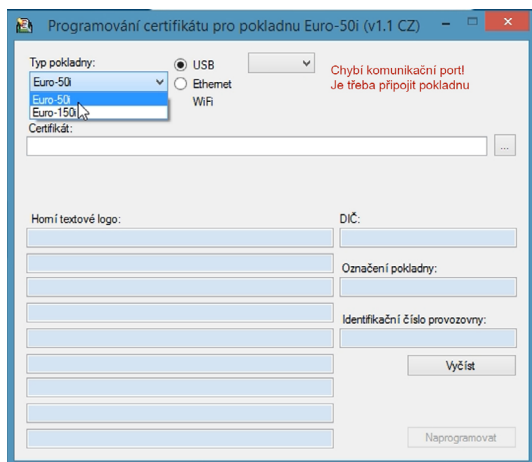 Programování certifikátu pro pokladnu Euro-50i (v1.1 CZ)
Typ pokladny:
Euro-50i
Euro-50i
Euro-150i
USB
Ethernet
WiFi
Chybí komunikační port!
Je třeba připojit pokladnu
Certifikát:
...
Horní textové logo:
DIČ:
Označení pokladny:
Identifikační číslo provozovny:
Vyčíst
Naprogramovat